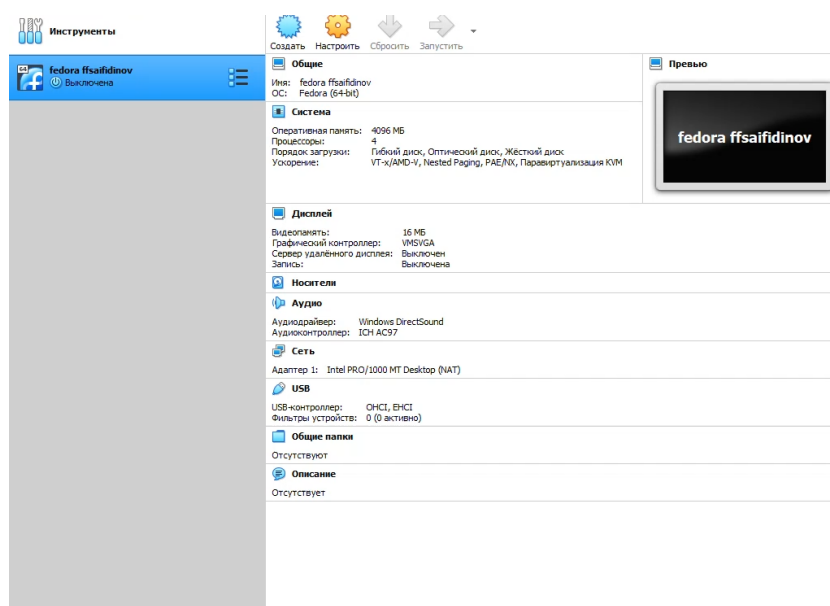 Инструменты
64
fedora ffsaifidinov
Выключена
Создать Настроить Сбросить Запустить
Общие
Имя: fedora ffsaifidinov
ОС: Fedora (64-bit)
Превью
fedora ffsaifidinov
Система
Оперативная память: 4096 МБ
Процессоры: 4
Порядок загрузки: Гибкий диск, Оптический диск, Жёсткий диск
Ускорение: VT-x/AMD-V, Nested Paging, PAE/NX, Паравиртуализация KVM
Дисплей
Видеопамять: 16 МБ
Графический контроллер: VMSVGA
Сервер удалённого дисплея: Выключен
Запись: Выключена
Носители
Аудио
Аудиодрайвер: Windows DirectSound
Аудиоконтроллер: ICH AC97
Сеть
Адаптер 1: Intel PRO/1000 MT Desktop (NAT)
USB
USB-контроллер: OHCI, EHCI
Фильтры устройств: 0 (0 активно)
Общие папки
Отсутствуют
Описание
Отсутствует